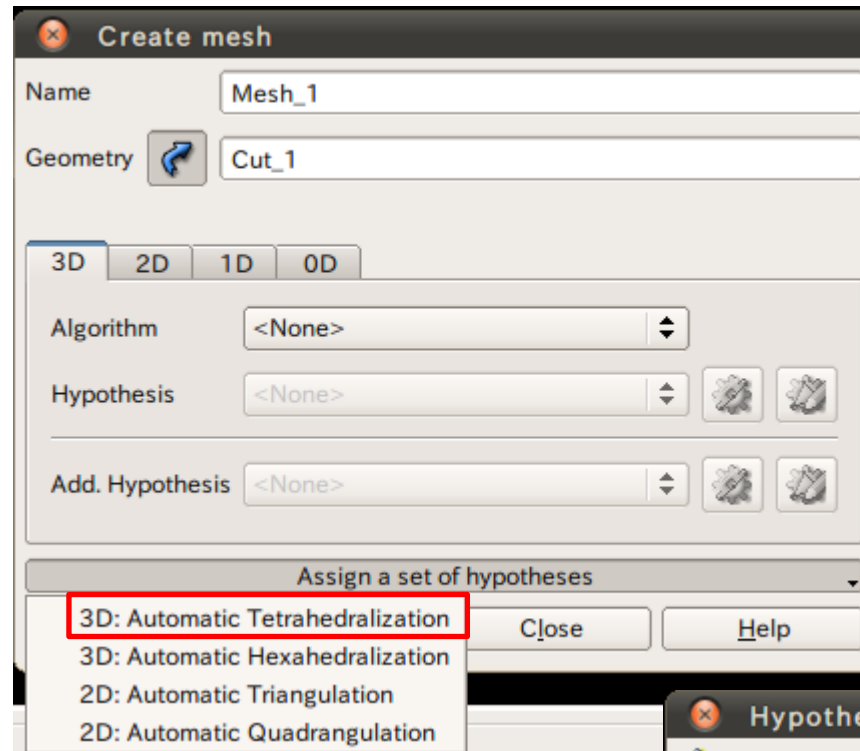 Create mesh
Name Mesh_1
Geometry Cut_1
3D 2D 1D 0D
Algorithm <None>
Hypothesis <None>
Add. Hypothesis <None>
Assign a set of hypotheses
3D: Automatic Tetrahedralization
Close Help
3D: Automatic Hexahedralization
2D: Automatic Triangulation
2D: Automatic Quadrangulation
Hypothe